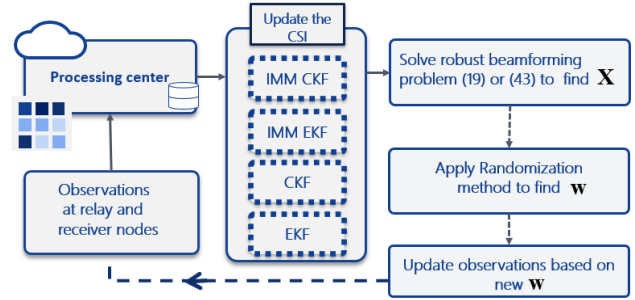 Processing center
Observations
at relay and
receiver nodes
Update the
CSI
IMM CKF
IMM EKF
CKF
EKF
Solve robust beamforming
problem (19) or (43) to find X
Apply Randomization
method to find w
Update observations based on
new w